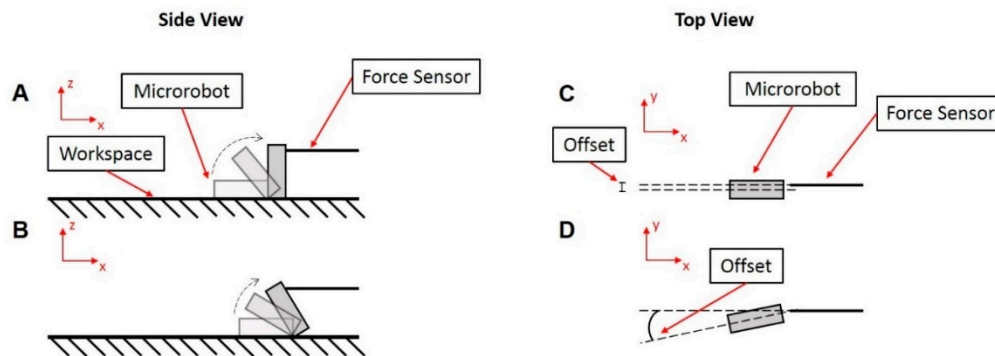 Side View
Top View
A
z
x
Microrobot
Force Sensor
Workspace
B
z
x
C
y
x
Microrobot
Force Sensor
Offset
D
y
x
Offset